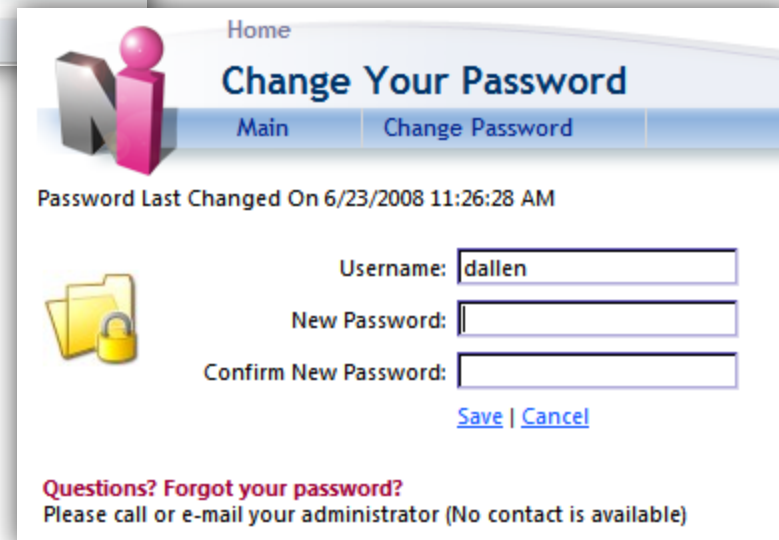 Home
Ni
Change Your Password
Main Change Password
Password Last Changed On 6/23/2008 11:26:28 AM
Username: dallen
New Password:
Confirm New Password:
Save | Cancel
Questions? Forgot your password?
Please call or e-mail your administrator (No contact is available)